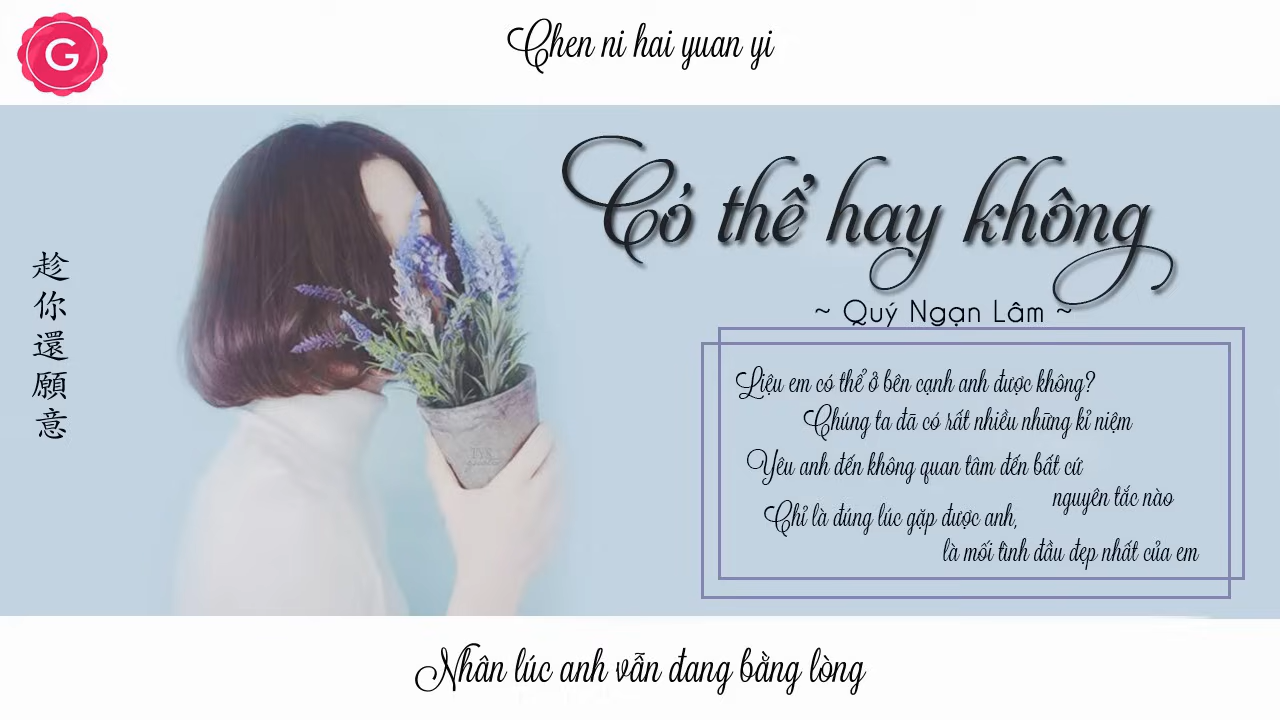 G
Chen ni hai yuan yi
趁你還願意
Có thể hay không
~ Quý Ngạn Lâm ~
Liệu em có thể ở bên cạnh anh được không?
Chúng ta đã có rất nhiều những kỉ niệm
Yêu anh đến không quan tâm đến bất cứ
nguyên tắc nào
Chỉ là đúng lúc gặp được anh,
là mối tình đầu đẹp nhất của em
Nhân lúc anh vẫn đang bằng lòng